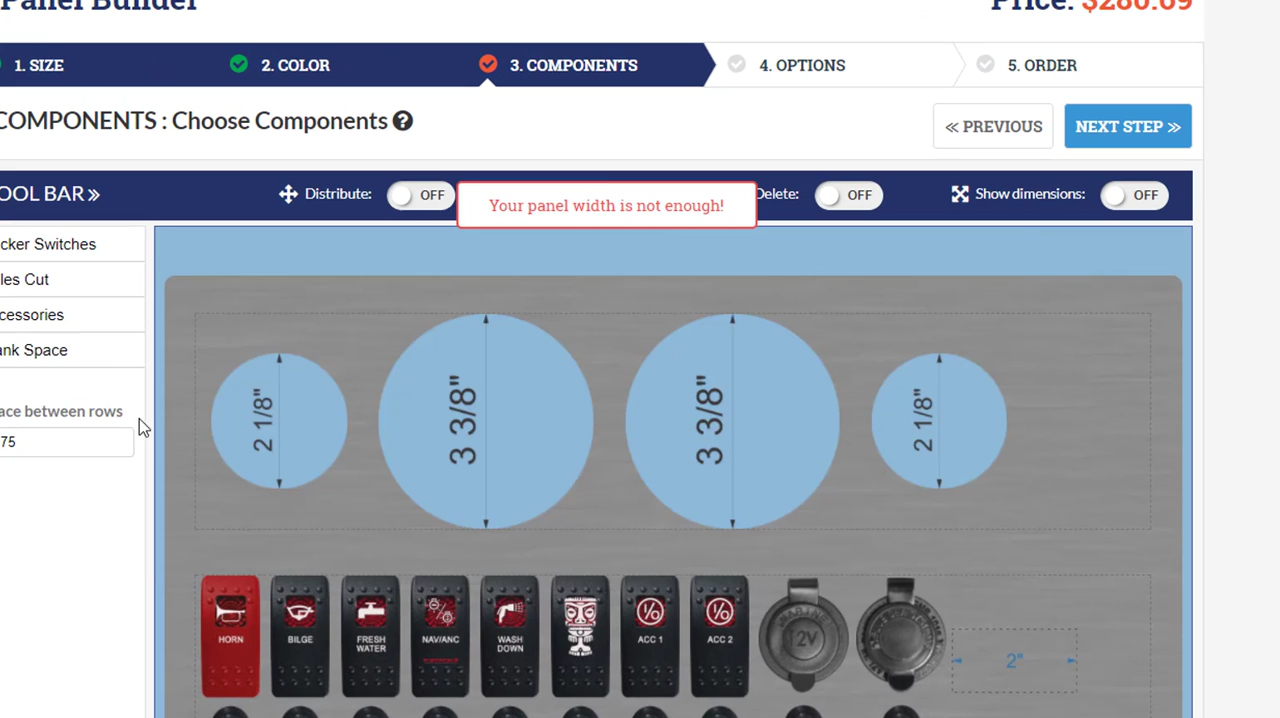 Panel Builder
Price: $280.09
1. SIZE
2. COLOR
3. COMPONENTS
4. OPTIONS
5. ORDER
COMPONENTS : Choose Components ?
« PREVIOUS
NEXT STEP »
OOL BAR »
Distribute:
OFF
Your panel width is not enough!
Delete:
OFF
Show dimensions:
OFF
cker Switches
les Cut
cessories
ank Space
ace between rows
75
2 1/8"
3 3/8"
3 3/8"
2 1/8"
HORN
BILGE
FRESH
WATER
NAV/ANC
WASH
DOWN
ACC 1
ACC 2
12V
2"